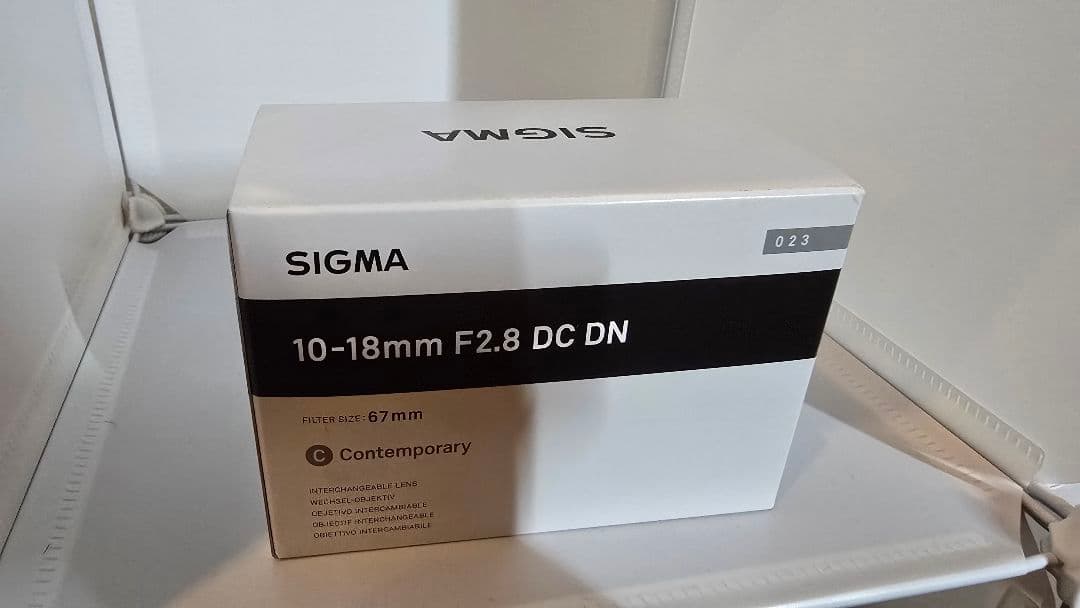 SIGMA
SIGMA
023
10-18mm F2.8 DC DN
FILTER SIZE: 67mm
C Contemporary
INTERCHANGEABLE LENS
WECHSEL-OBJEKTIV
OBJETIVO INTERCAMBIABLE
OBJECTIF INTERCHANGEABLE
OBIETTIVO INTERCAMBIABILE